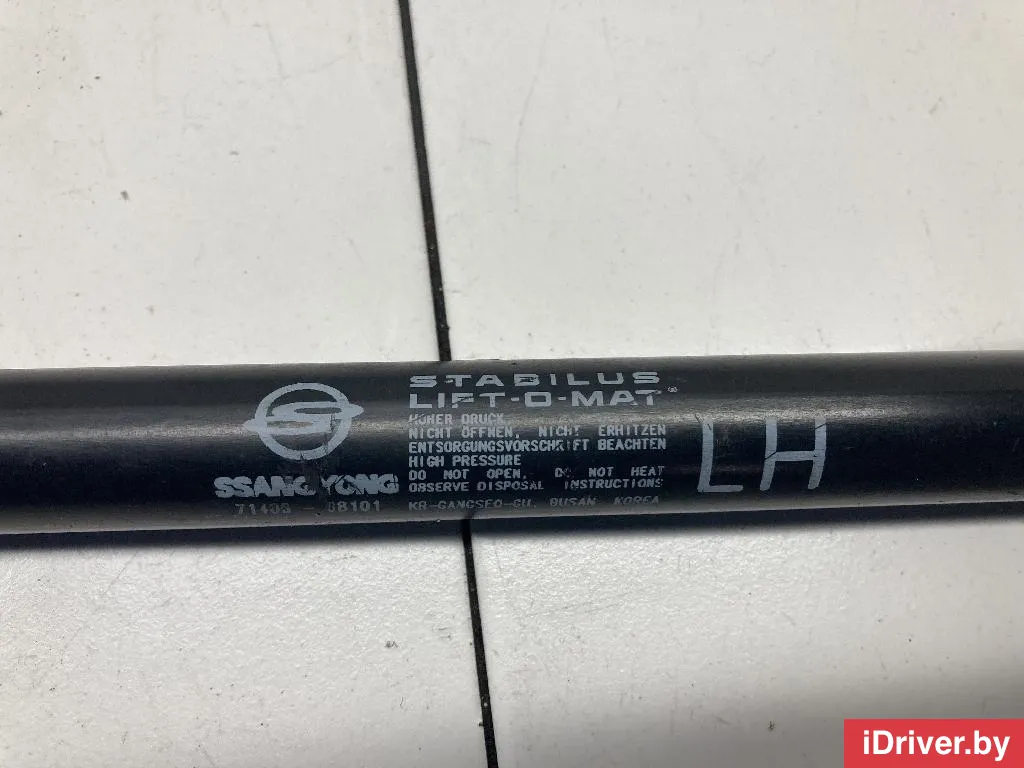 STABILUS
LIFT-O-MAT®
HOHER DRUCK
NICHT ÖFFNEN, NICHT ERHITZEN
ENTSORGUNGSVORSCHRIFT BEACHTEN
HIGH PRESSURE
DO NOT OPEN, DO NOT HEAT
OBSERVE DISPOSAL INSTRUCTIONS
KR-GANGSEO-GU, BUSAN KOREA
SSANGYONG
LH
iDriver.by